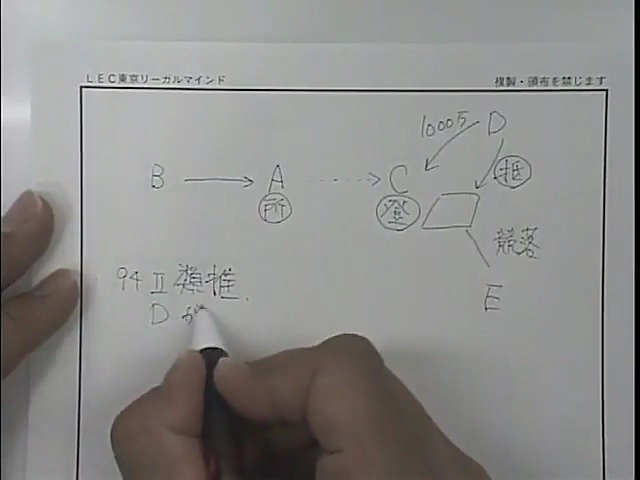 LEC東京リーガルマインド
複製・頒布を禁じます
1000万 D
B A C 抵
所 登
競落
E
94 II 類推.
D が